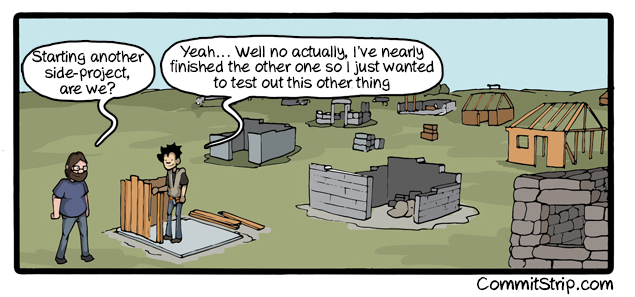 Starting another
side-project,
are we?
Yeah... Well no actually, I've nearly
finished the other one so I just wanted
to test out this other thing
CommitStrip.com